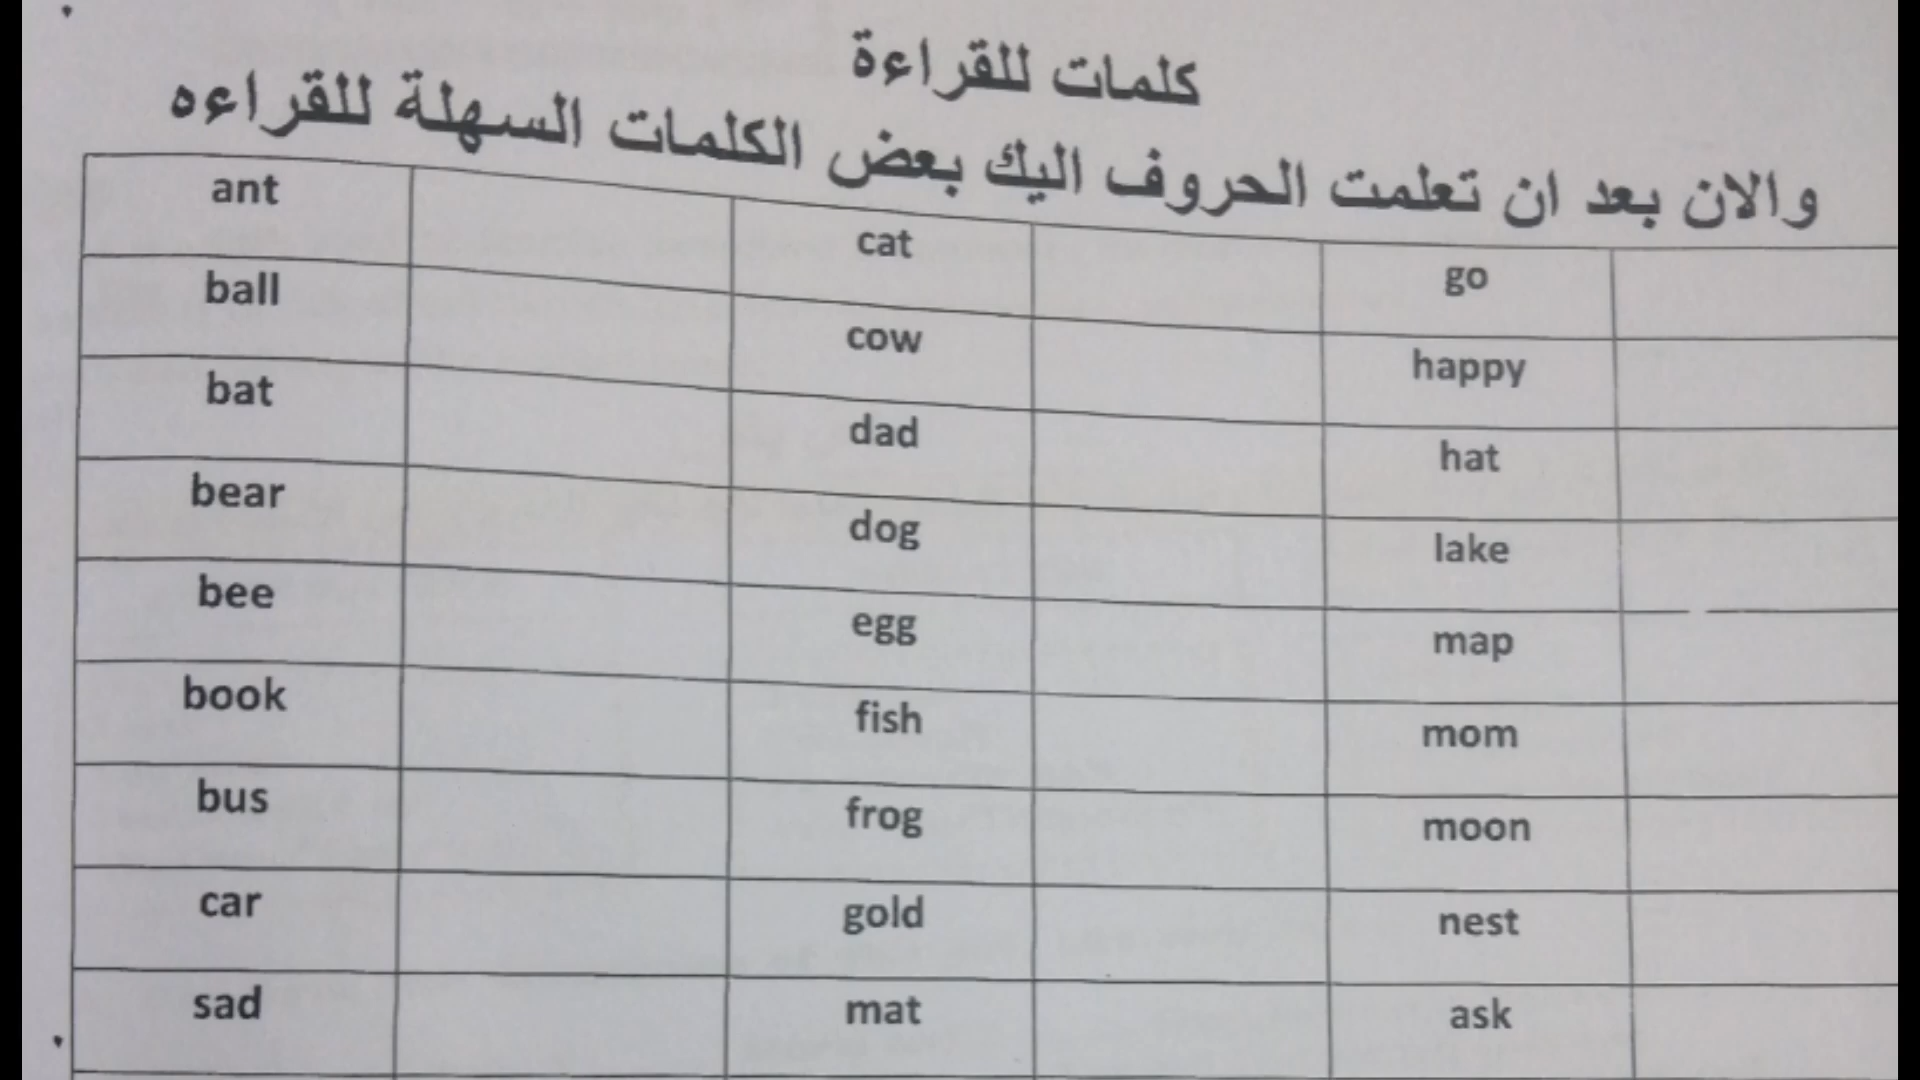 كلمات للقراءة
والان بعد ان تعلمت الحروف اليك بعض الكلمات السهلة للقراءه
ant cat go
ball cow happy
bat dad hat
bear dog lake
bee egg map
book fish mom
bus frog moon
car gold nest
sad mat ask